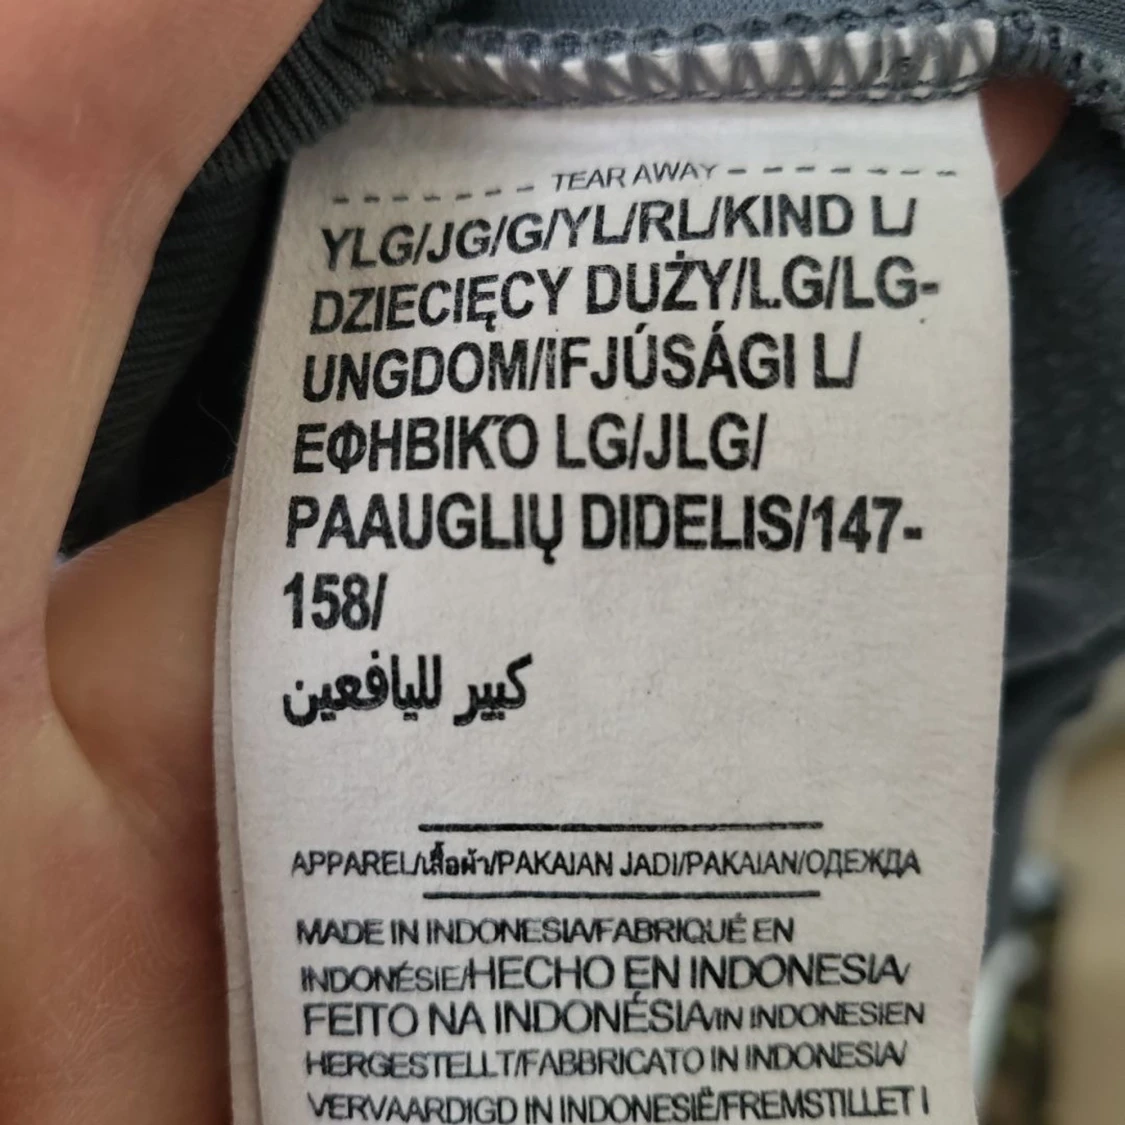 TEAR AWAY
YLG/JG/G/YL/RL/KIND L/
DZIECIĘCY DUŻY/L.G/LG-
UNGDOM/IFJÚSÁGI L/
ΕΦΗΒΙΚΌ LG/JLG/
PAAUGLIŲ DIDELIS/147-
158/
كبير لليافعين
APPAREL/เสื้อผ้า/PAKAIAN JADI/PAKAIAN/ОДЕЖДА
MADE IN INDONESIA/FABRIQUÉ EN
INDONÉSIE/HECHO EN INDONESIA/
FEITO NA INDONÉSIA/IN INDONESIEN
HERGESTELLT/FABBRICATO IN INDONESIA/
VERVAARDIGD IN INDONESIË/FREMSTILLET I